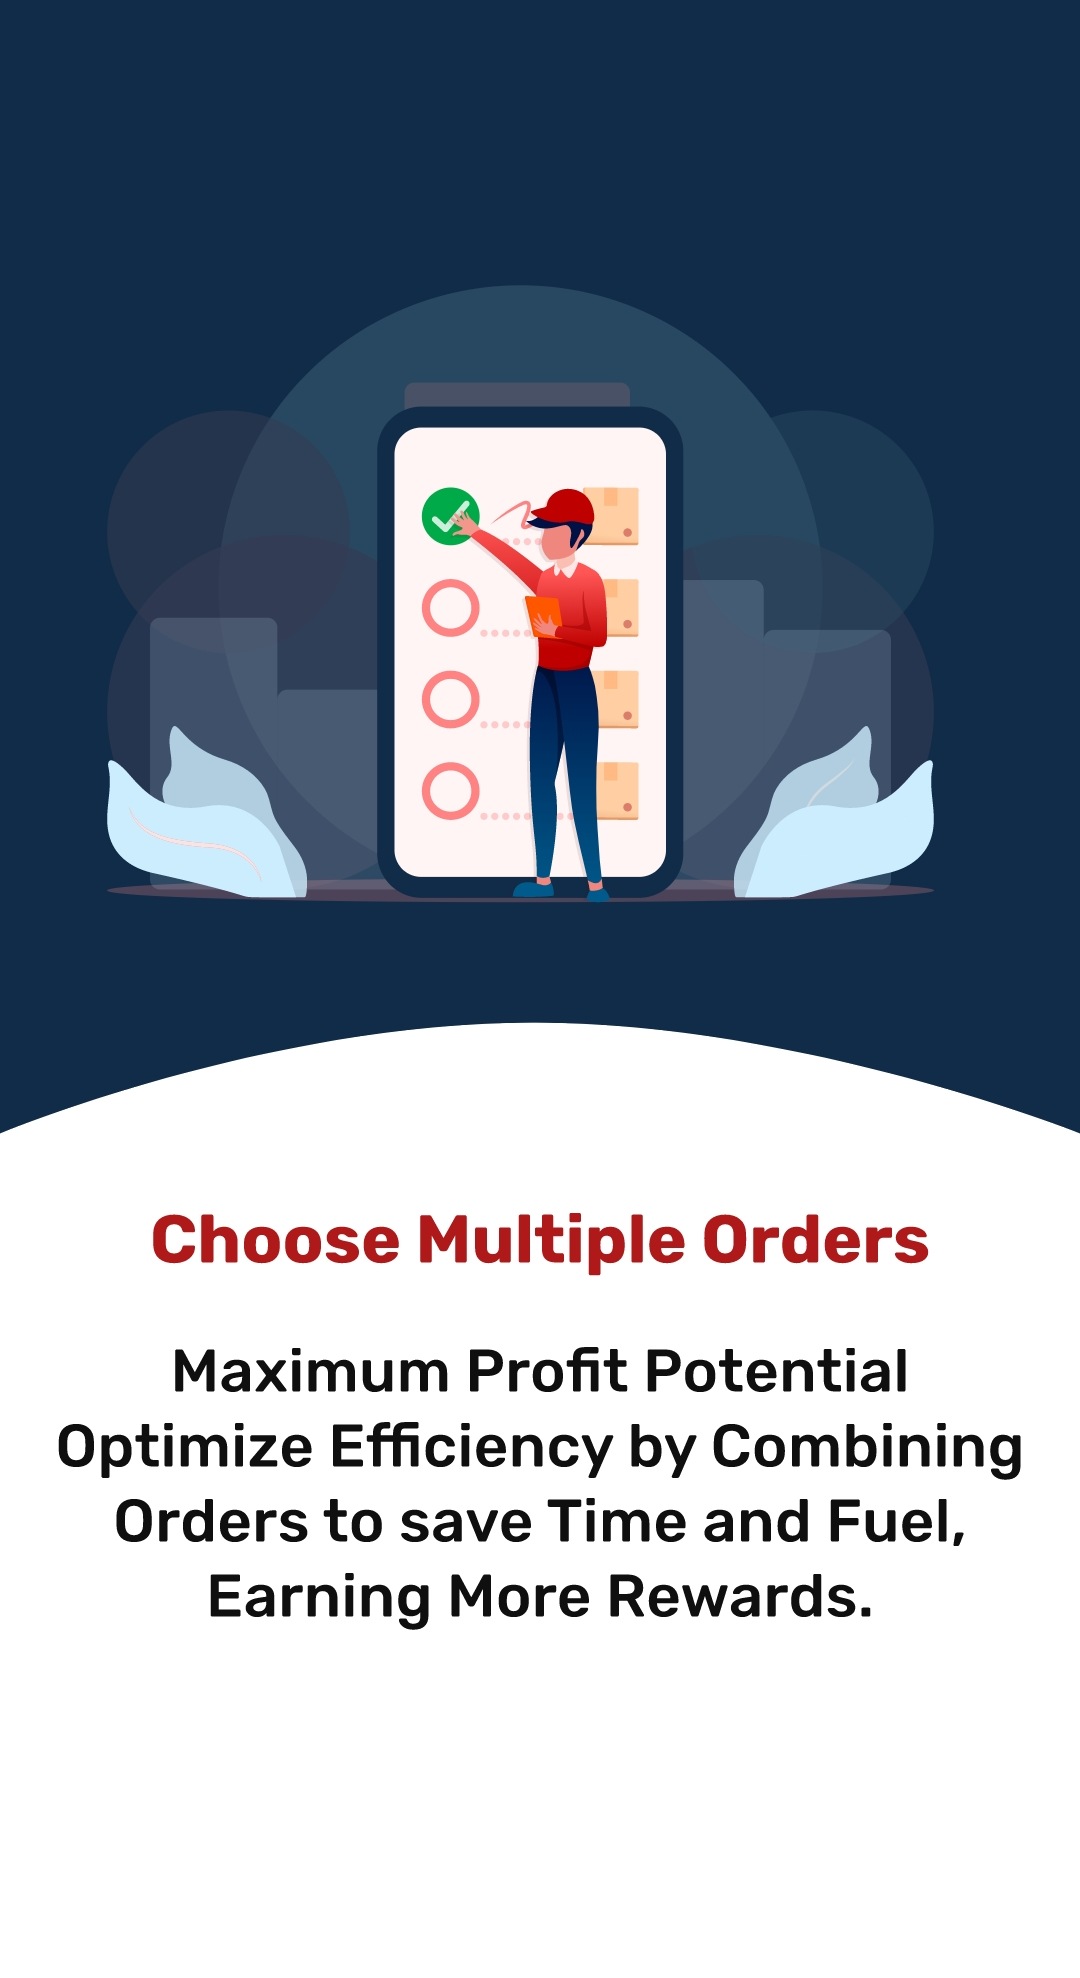 Choose Multiple Orders
Maximum Profit Potential
Optimize Efficiency by Combining
Orders to save Time and Fuel,
Earning More Rewards.